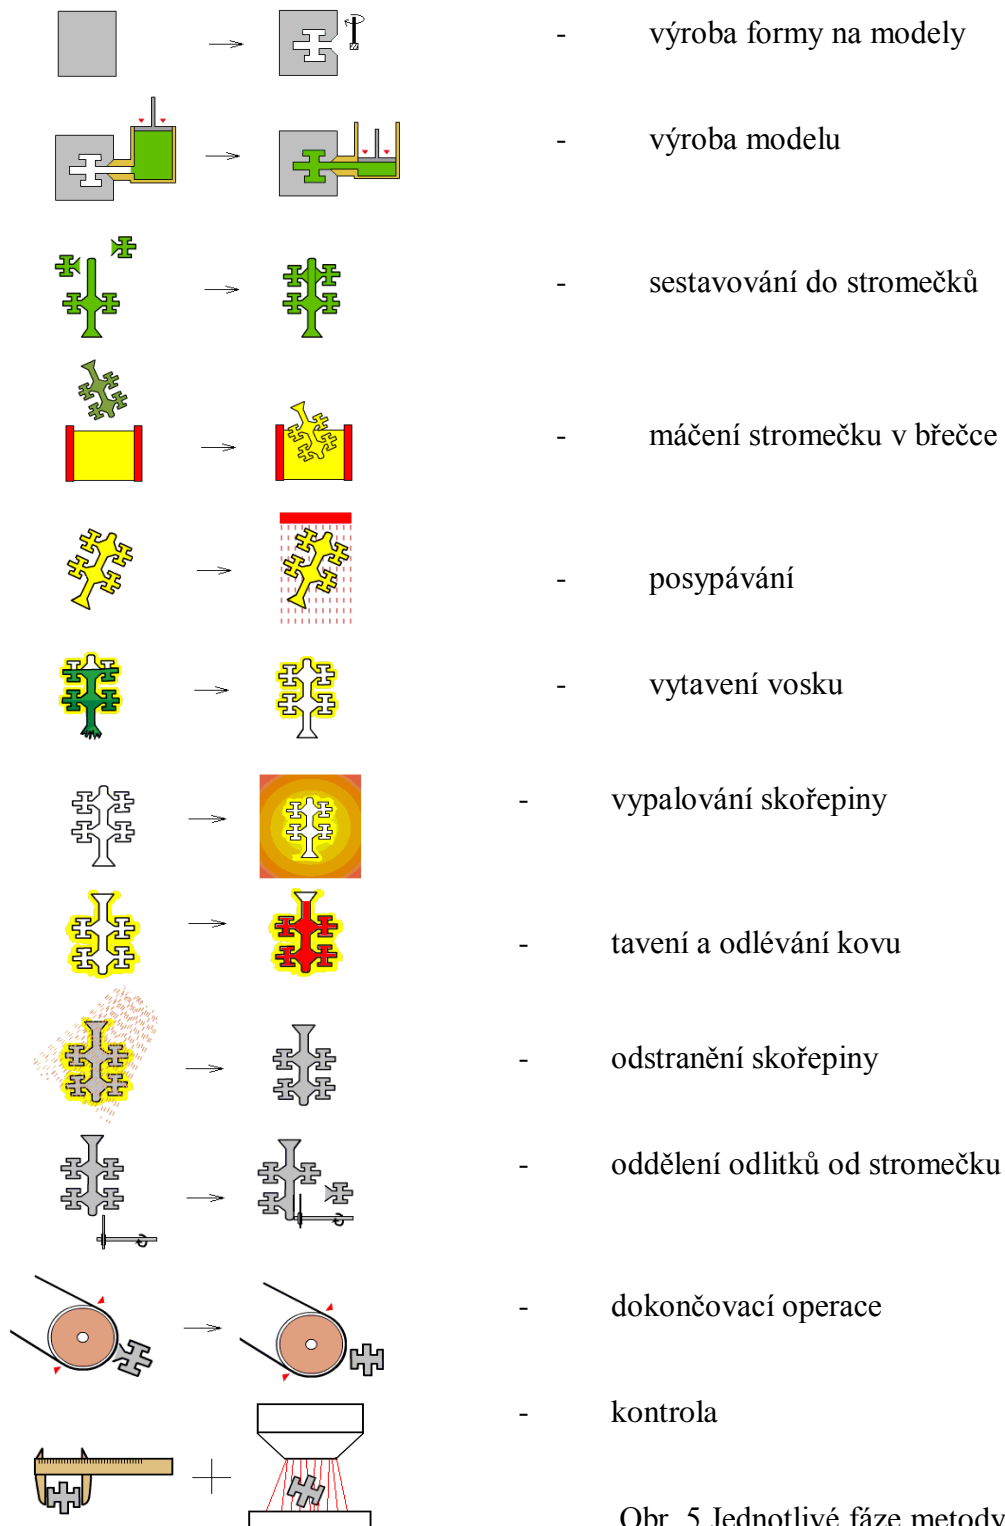 - výroba formy na modely
- výroba modelu
- sestavování do stromečků
- máčení stromečku v břečce
- posypávání
- vytavení vosku
- vypalování skořepiny
- tavení a odlévání kovu
- odstranění skořepiny
- oddělení odlitků od stromečku
- dokončovací operace
- kontrola
Obr. 5 Jednotlivé fáze metody